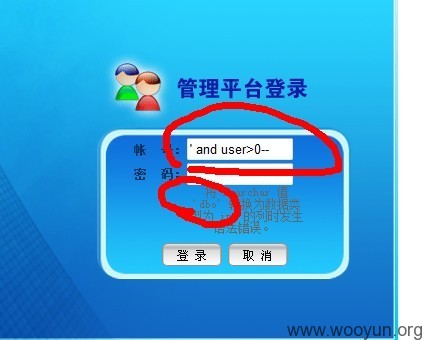 管理平台登录
帐 号: ' and user>0--
密 码:
将 varchar 值
'dbo' 转换为数据类
型为 int 的列时发生
语法错误。
登 录 取 消
www.wooyun.org